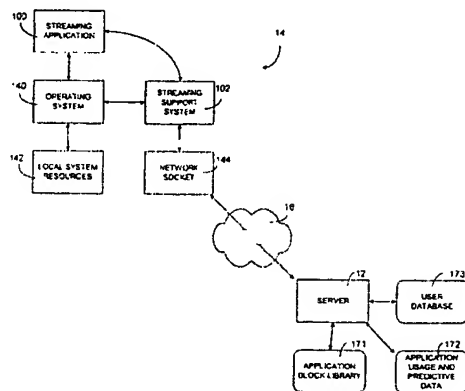 100
STREAMING
APPLICATION
14
140
OPERATING
SYSTEM
STREAMING
SUPPORT
SYSTEM
102
142
LOCAL SYSTEM
RESOURCES
NETWORK
SOCKET
144
16
12
SERVER
173
USER
DATABASE
171
APPLICATION
BLOCK LIBRARY
172
APPLICATION
USAGE AND
PREDICTIVE
DATA